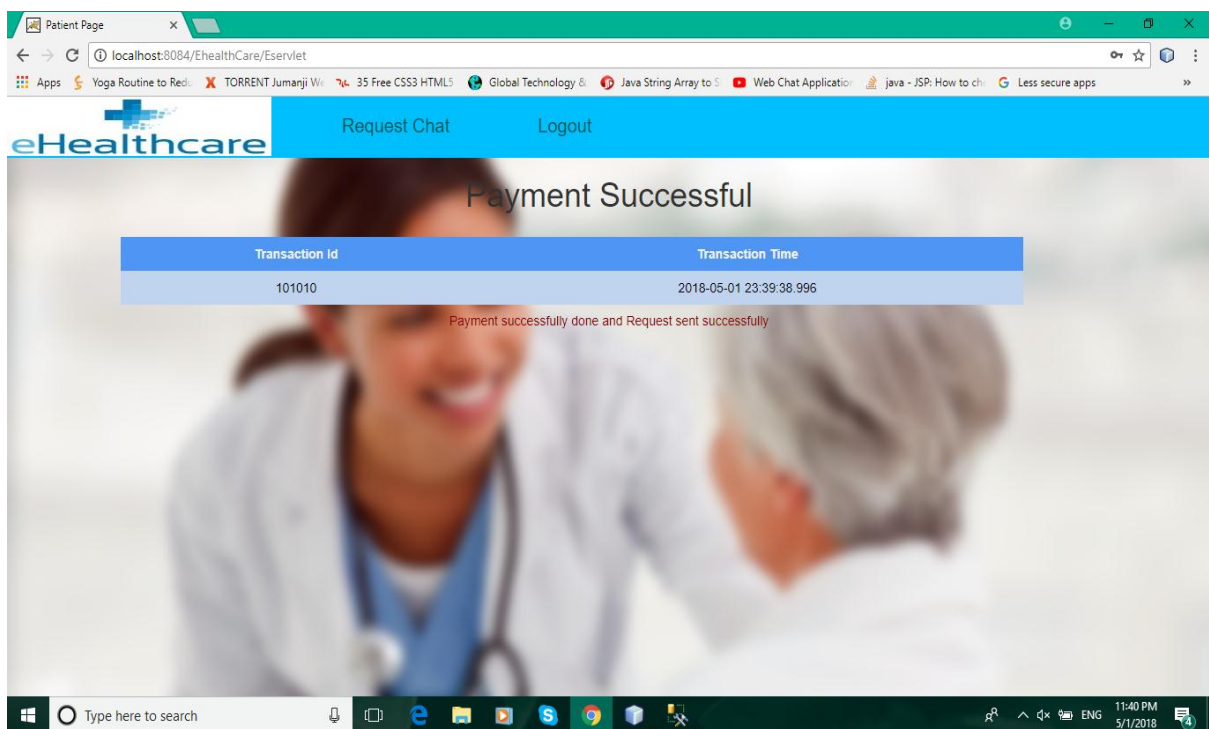 Patient Page
localhost:8084/EhealthCare/Eservlet
Apps Yoga Routine to Redu TORRENT Jumanji We 35 Free CSS3 HTML5 Global Technology & Java String Array to S Web Chat Application java - JSP: How to ch Less secure apps »
eHealthcare Request Chat Logout
Payment Successful
Transaction Id Transaction Time
101010 2018-05-01 23:39:38.996
Payment successfully done and Request sent successfully
Type here to search ENG 11:40 PM
5/1/2018 4